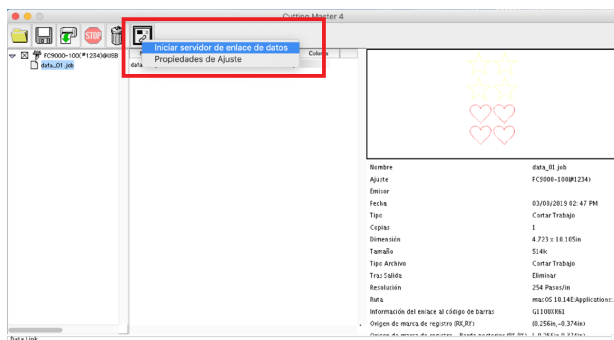 Cutting Master 4
STOP
Iniciar servidor de enlace de datos
Propiedades de Ajuste
Colores
FC9000-100(#1234)@USB
data_01.job
Nombre data_01.job
Ajuste FC9000-100(#1234)
Emisor
Fecha 03/08/2019 02:47 PM
Tipo Cortar Trabajo
Copias 1
Dimensión 4.723 x 10.105in
Tamaño 514k
Tipo Archivo Cortar Trabajo
Tras Salida Eliminar
Resolución 254 Pasos/in
Ruta macOS 10.14E:Applications:
Información del enlace al código de barras G1100XR61
Origen de marca de registro (RX,RY) (0.256in,-0.374in)
Data Link